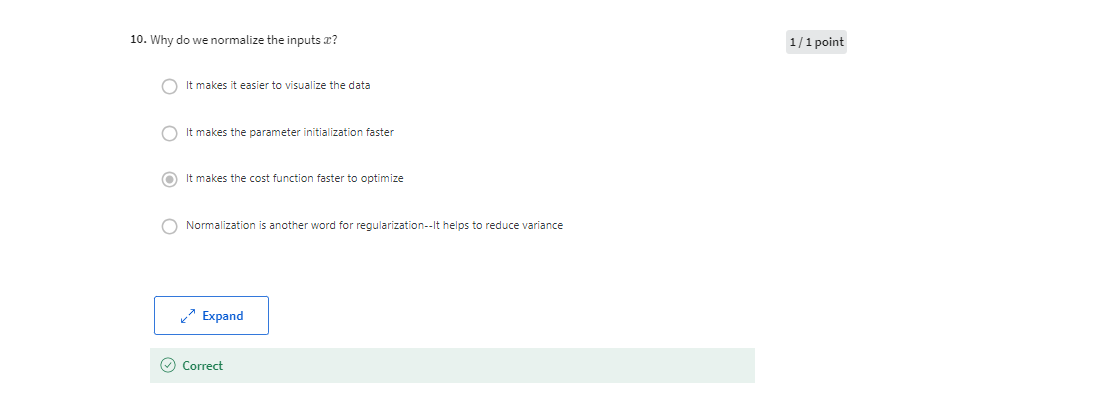 10. Why do we normalize the inputs x?
1 / 1 point
It makes it easier to visualize the data
It makes the parameter initialization faster
It makes the cost function faster to optimize
Normalization is another word for regularization--It helps to reduce variance
Expand
Correct